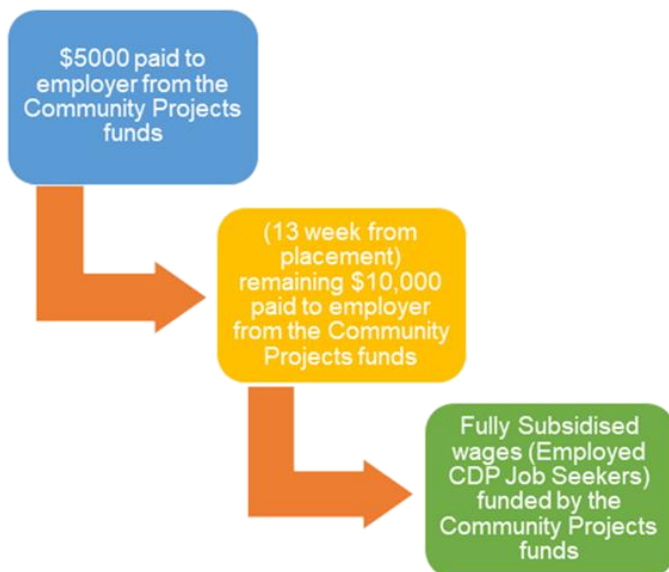 $5000 paid to
employer from the
Community Projects
funds
(13 week from
placement)
remaining $10,000
paid to employer
from the Community
Projects funds
Fully Subsidised
wages (Employed
CDP Job Seekers)
funded by the
Community Projects
funds